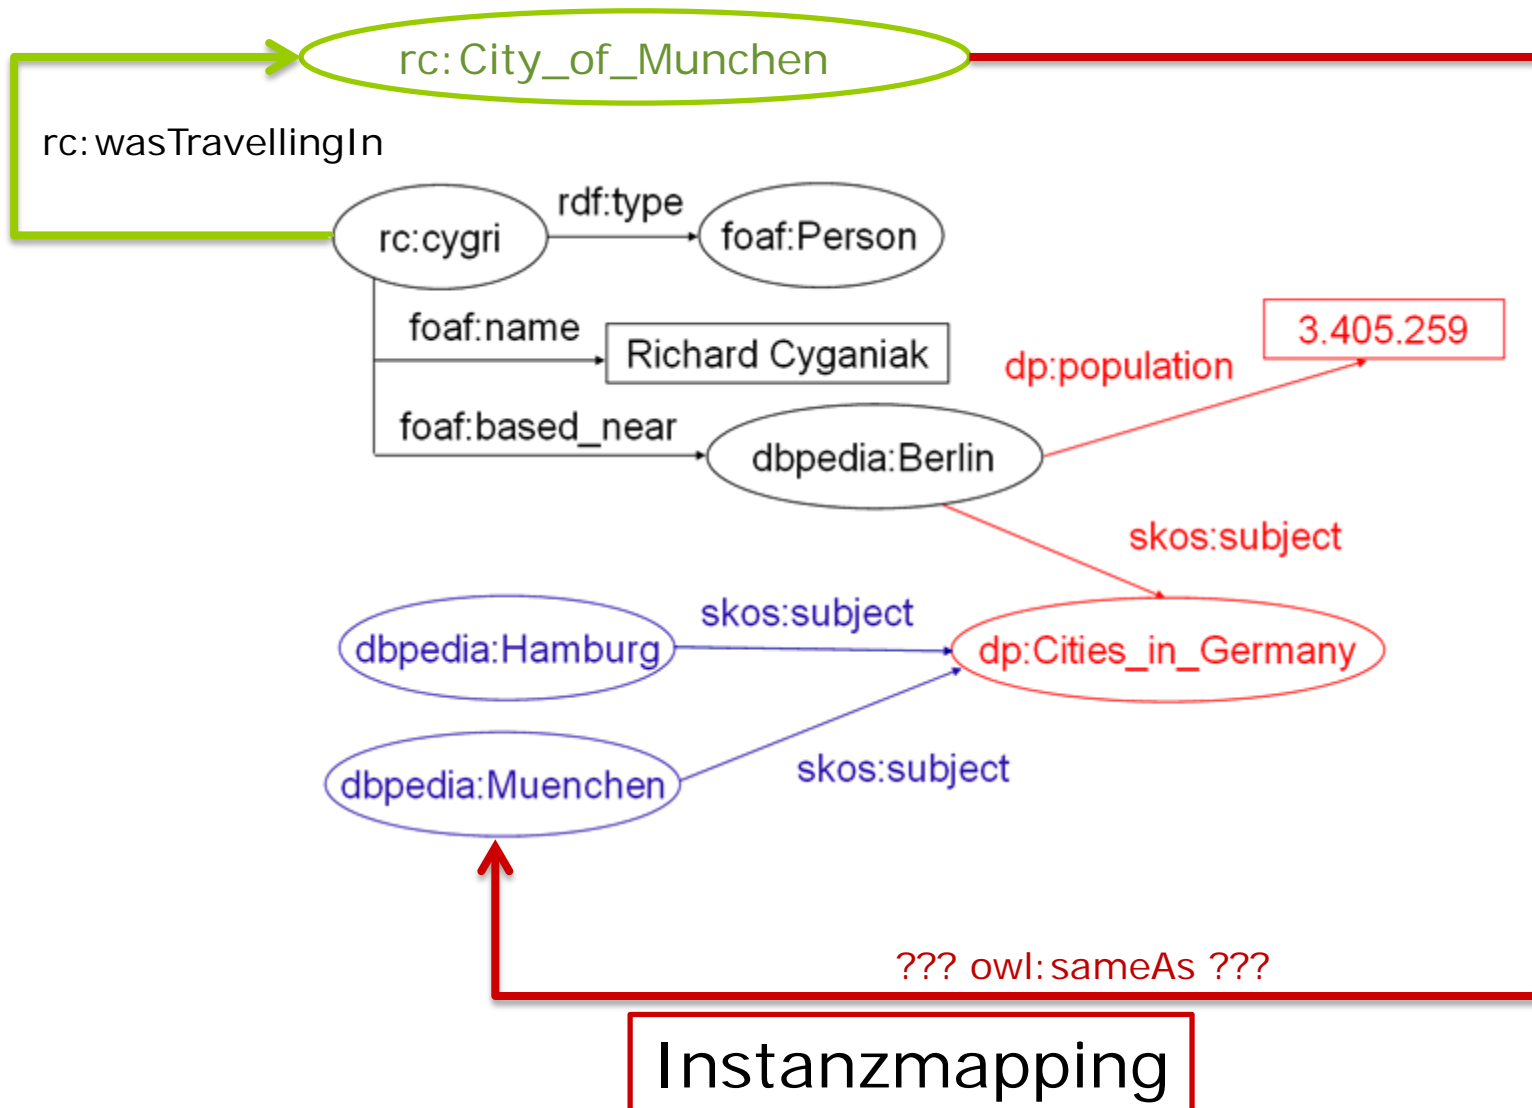 rc:City_of_Munchen
rc:wasTravellingIn
rdf:type
rc:cygri
foaf:Person
foaf:name
Richard Cyganiak
3.405.259
dp:population
foaf:based_near
dbpedia:Berlin
skos:subject
dbpedia:Hamburg
skos:subject
dp:Cities_in_Germany
dbpedia:Muenchen
skos:subject
??? owl:sameAs ???
Instanzmapping